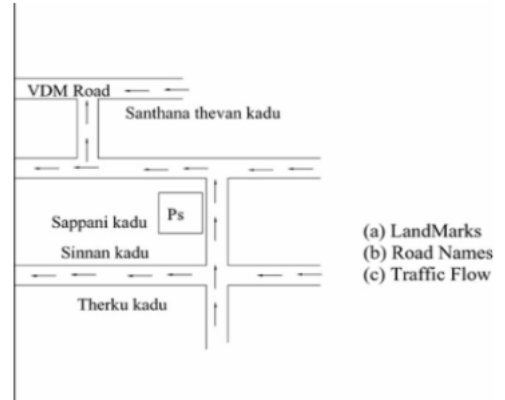 VDM Road
Santhana thevan kadu
Ps
Sappani kadu
Sinnan kadu
Therku kadu
(a) LandMarks
(b) Road Names
(c) Traffic Flow